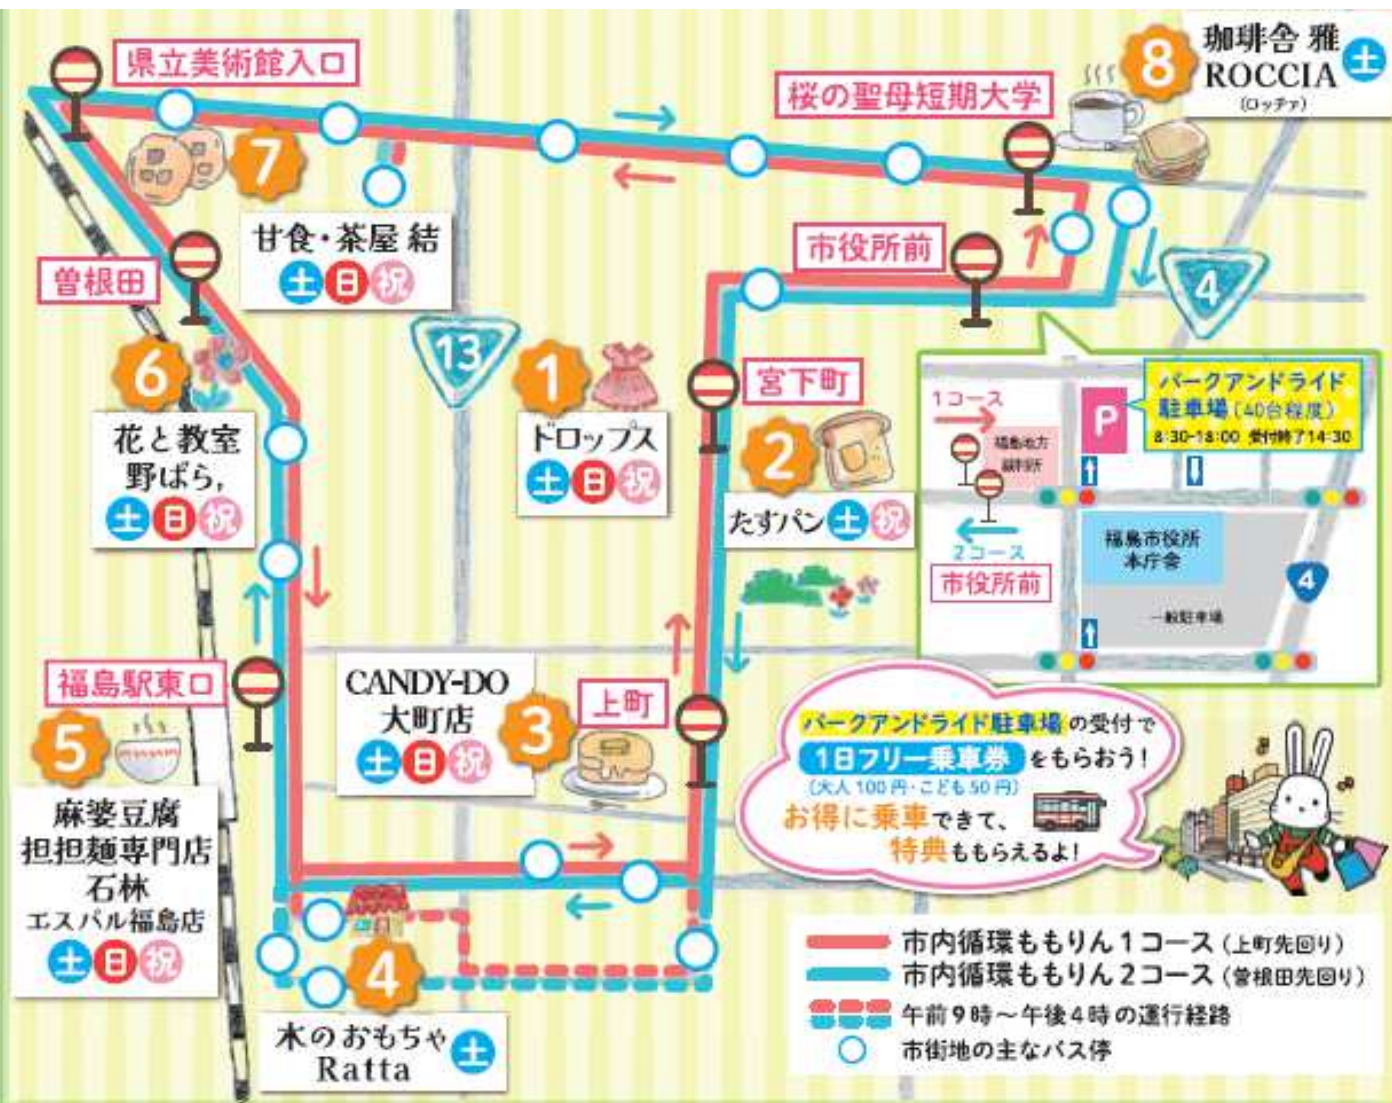 県立美術館入口
桜の聖母短期大学
8
珈琲舎 雅
ROCCIA
(ロッチァ)
土
7
甘食・茶屋 結
土 日 祝
市役所前
4
曽根田
13
6
花と教室
野ばら,
土 日 祝
1
ドロップス
土 日 祝
宮下町
2
たすパン 土 祝
1コース
福島地方
裁判所
P
パークアンドライド
駐車場(40台程度)
8:30-18:00 受付終了14:30
2コース
市役所前
福島市役所
本庁舎
4
一般駐車場
福島駅東口
5
麻婆豆腐
担担麺専門店
石林
エスパル福島店
土 日 祝
CANDY-DO
大町店
土 日 祝
3
上町
パークアンドライド駐車場の受付で
1日フリー乗車券をもらおう!
(大人100円・こども50円)
お得に乗車できて、
特典ももらえるよ!
4
木のおもちゃ
Ratta
土
市内循環ももりん1コース(上町先回り)
市内循環ももりん2コース(曽根田先回り)
午前9時~午後4時の運行経路
市街地の主なバス停